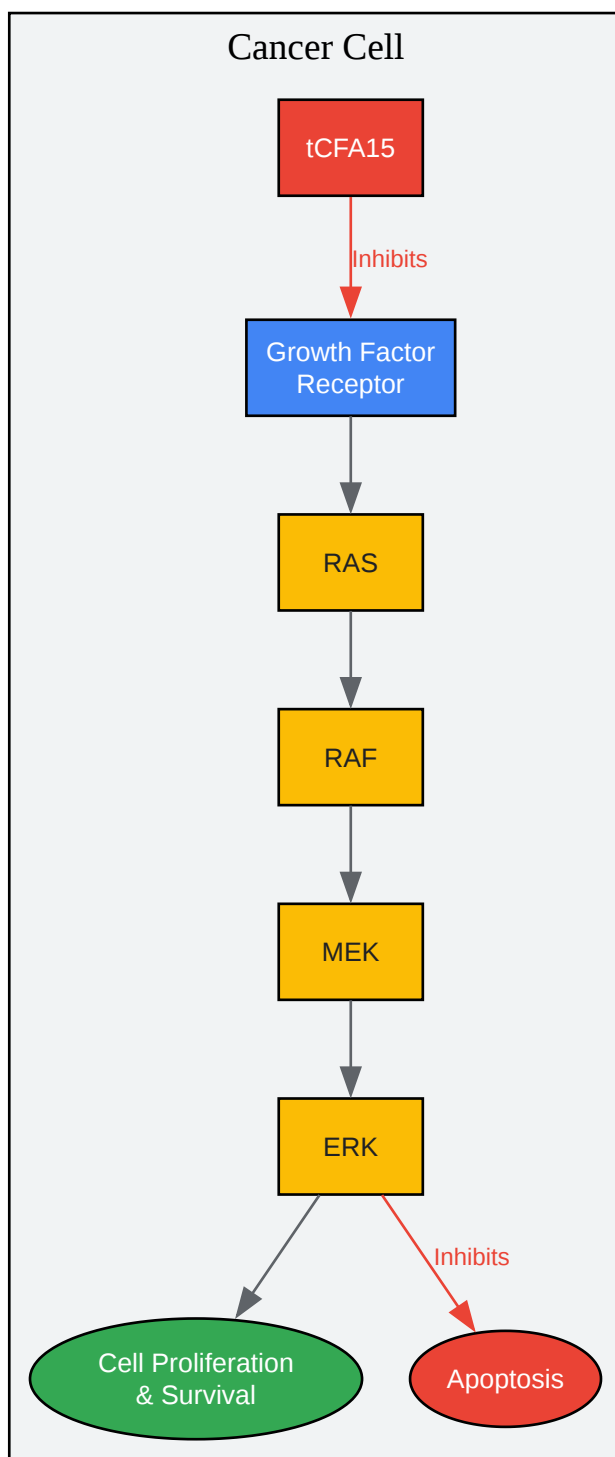 Cancer Cell
tCFA15
Inhibits
Growth Factor
Receptor
RAS
RAF
MEK
ERK
Inhibits
Cell Proliferation
& Survival
Apoptosis